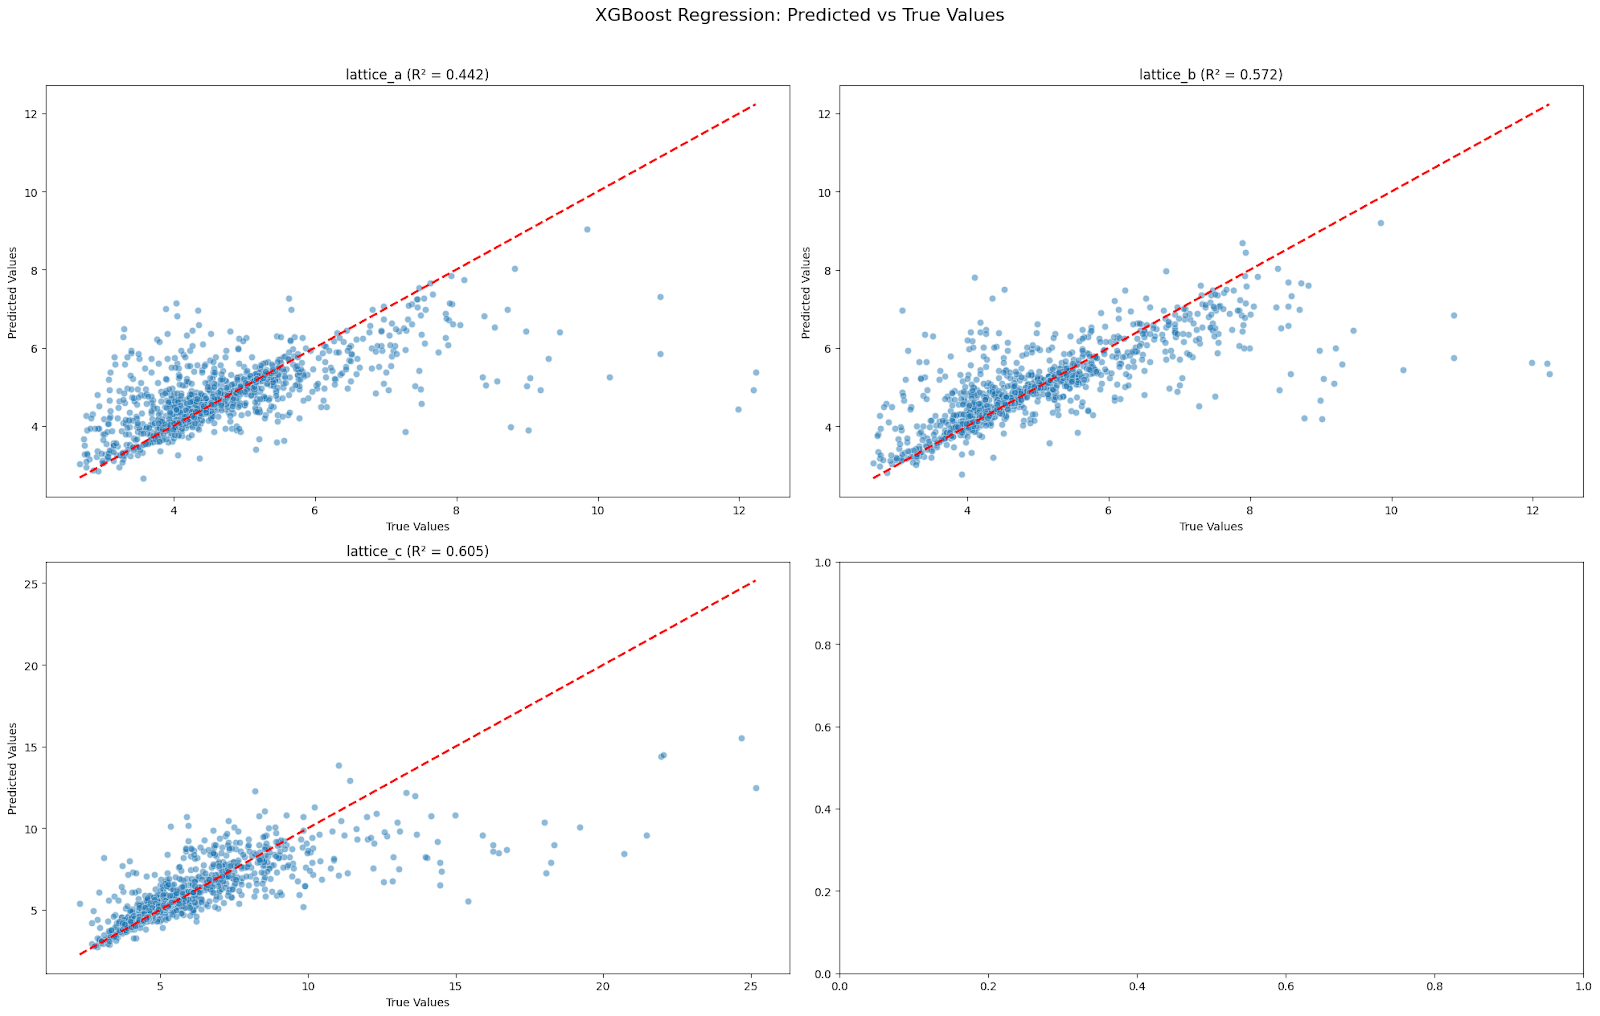 XGBoost Regression: Predicted vs True Values
lattice_a (R² = 0.442)
12
10
8
6
4
Predicted Values
4 6 8 10 12
True Values
lattice_b (R² = 0.572)
12
10
8
6
4
Predicted Values
4 6 8 10 12
True Values
lattice_c (R² = 0.605)
25
20
15
10
5
Predicted Values
5 10 15 20 25
True Values
1.0
0.8
0.6
0.4
0.2
0.0
0.0 0.2 0.4 0.6 0.8 1.0